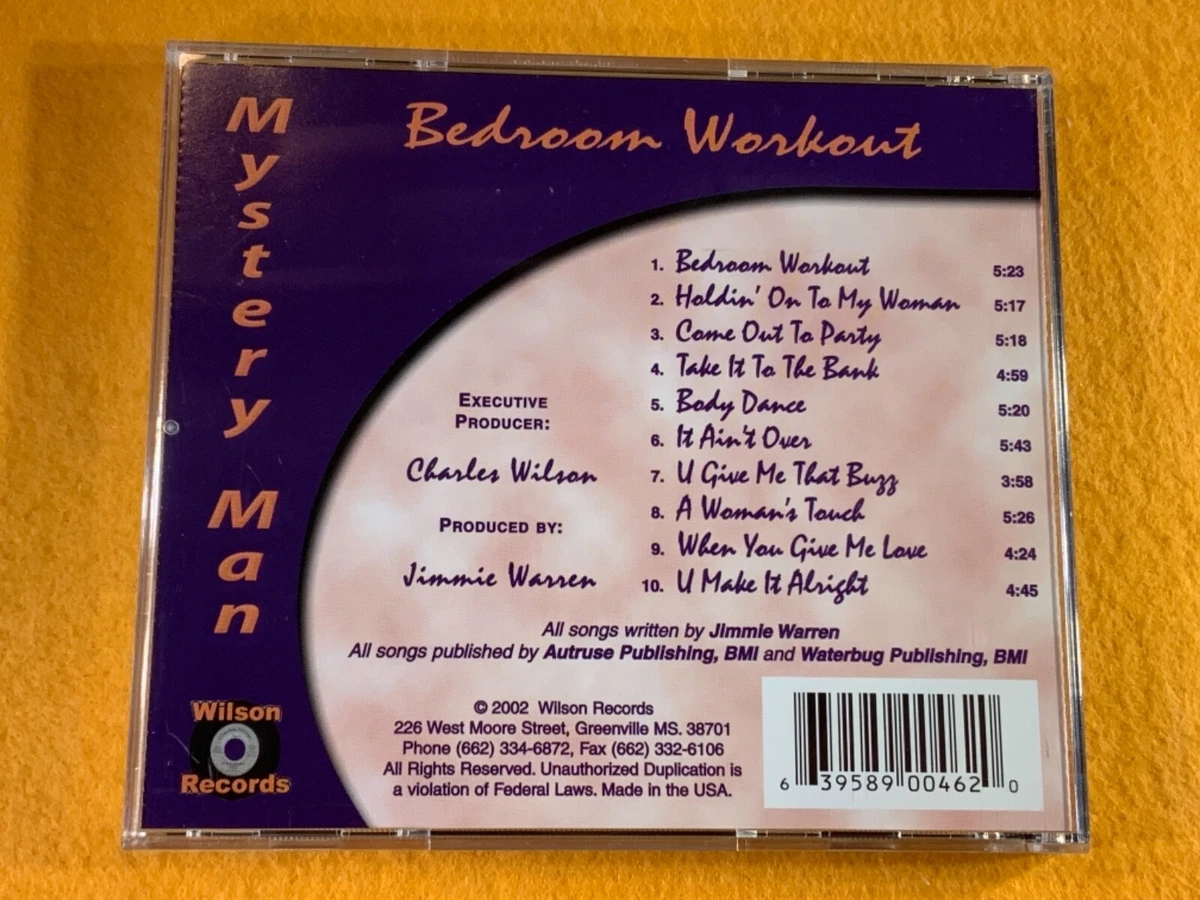 Mystery Man
Bedroom Workout
1. Bedroom Workout 5:23
2. Holdin' On To My Woman 5:17
3. Come Out To Party 5:18
4. Take It To The Bank 4:59
5. Body Dance 5:20
6. It Ain't Over 5:43
7. U Give Me That Buzz 3:58
8. A Woman's Touch 5:26
9. When You Give Me Love 4:24
10. U Make It Alright 4:45
EXECUTIVE
PRODUCER:
Charles Wilson
PRODUCED BY:
Jimmie Warren
All songs written by Jimmie Warren
All songs published by Autruse Publishing, BMI and Waterbug Publishing, BMI
© 2002 Wilson Records
226 West Moore Street, Greenville MS. 38701
Phone (662) 334-6872, Fax (662) 332-6106
All Rights Reserved. Unauthorized Duplication is
a violation of Federal Laws. Made in the USA.
Wilson
Records
6 39589 00462 0